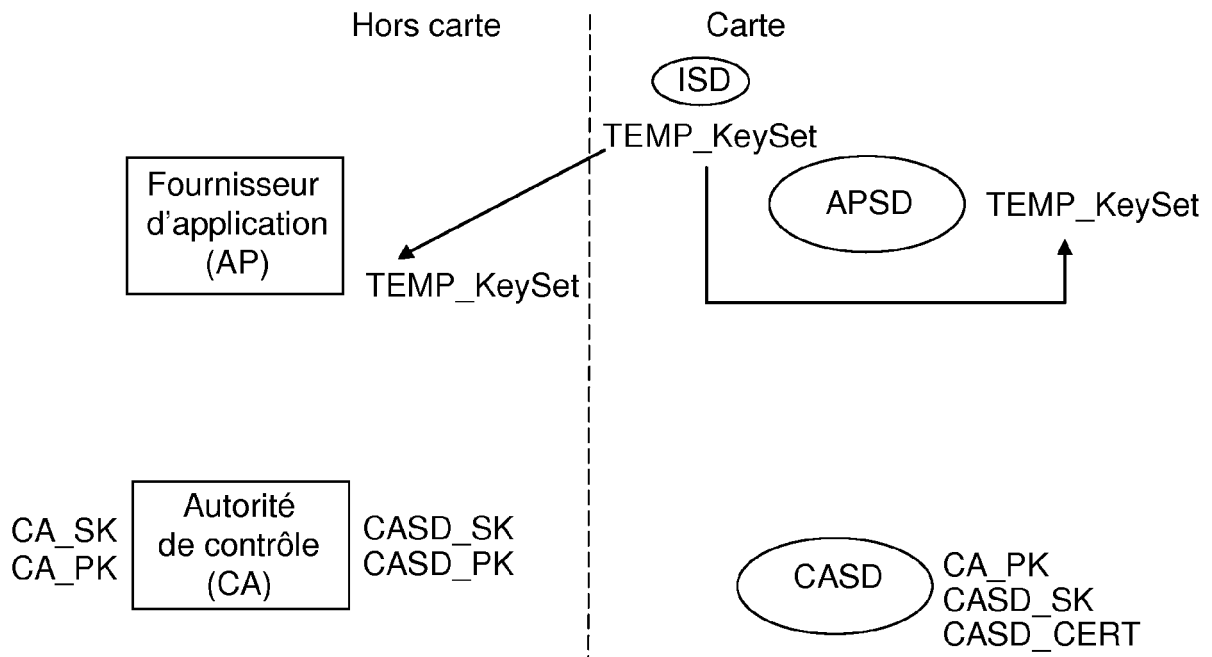 Hors carte
Carte
ISD
TEMP_KeySet
Fournisseur
d'application
(AP)
APSD
TEMP_KeySet
TEMP_KeySet
CA_SK
CA_PK
Autorité
de contrôle
(CA)
CASD_SK
CASD_PK
CASD
CA_PK
CASD_SK
CASD_CERT